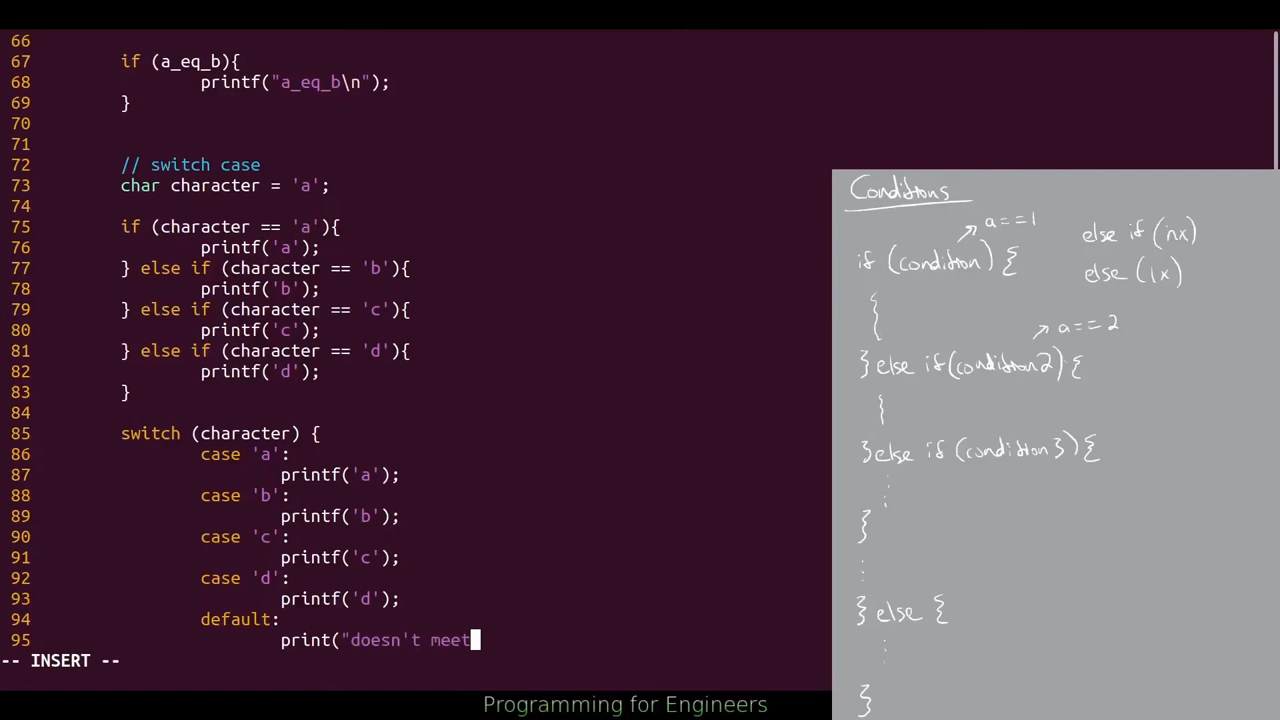 66
67 if (a_eq_b){
68 printf("a_eq_b\n");
69 }
70
71
72 // switch case
73 char character = 'a';
74
75 if (character == 'a'){
76 printf('a');
77 } else if (character == 'b'){
78 printf('b');
79 } else if (character == 'c'){
80 printf('c');
81 } else if (character == 'd'){
82 printf('d');
83 }
84
85 switch (character) {
86 case 'a':
87 printf('a');
88 case 'b':
89 printf('b');
90 case 'c':
91 printf('c');
92 case 'd':
93 printf('d');
94 default:
95 print("doesn't meet
-- INSERT --
Conditions
a==1
else if (nx)
if (condition) {
else (1x)
{
a==2
} else if(condition2) {
}else if (condition3){
}
} else {
}
Programming for Engineers